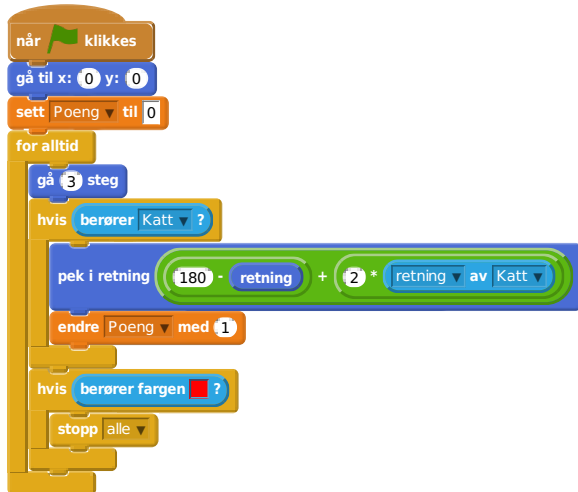 når klikkes
gå til x: 0 y: 0
sett Poeng til 0
for alltid
gå 3 steg
hvis berører Katt ?
pek i retning 180 - retning + 2 * retning av Katt
endre Poeng med 1
hvis berører fargen ?
stopp alle